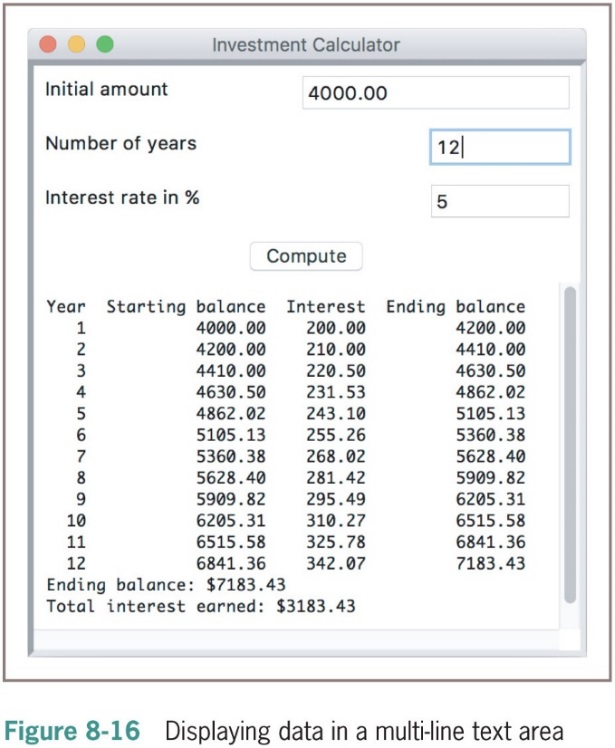 Investment Calculator
Initial amount 4000.00
Number of years 12
Interest rate in % 5
Compute
Year Starting balance Interest Ending balance
1 4000.00 200.00 4200.00
2 4200.00 210.00 4410.00
3 4410.00 220.50 4630.50
4 4630.50 231.53 4862.02
5 4862.02 243.10 5105.13
6 5105.13 255.26 5360.38
7 5360.38 268.02 5628.40
8 5628.40 281.42 5909.82
9 5909.82 295.49 6205.31
10 6205.31 310.27 6515.58
11 6515.58 325.78 6841.36
12 6841.36 342.07 7183.43
Ending balance: $7183.43
Total interest earned: $3183.43
Figure 8-16 Displaying data in a multi-line text area